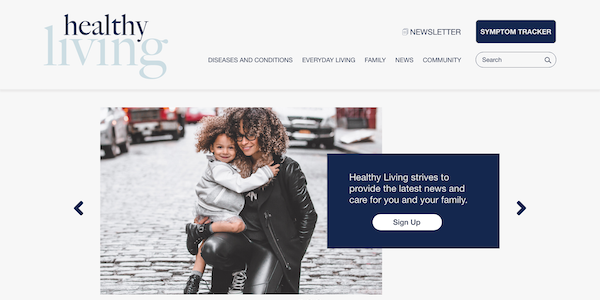 healthy
living
NEWSLETTER
SYMPTOM TRACKER
DISEASES AND CONDITIONS
EVERYDAY LIVING
FAMILY
NEWS
COMMUNITY
Search
Healthy Living strives to
provide the latest news and
care for you and your family.
Sign Up